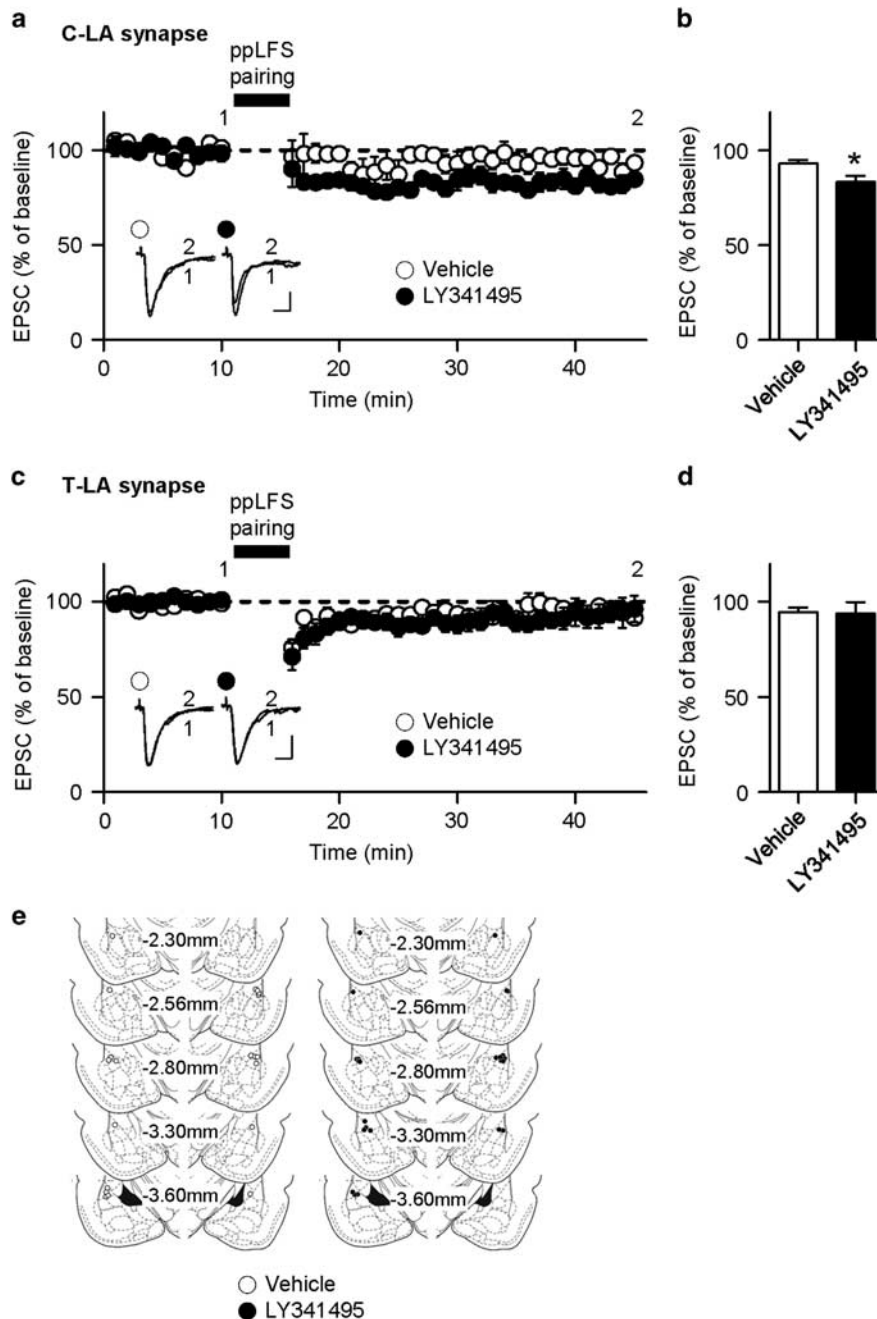 a
C-LA synapse
ppLFS
pairing
1
2
EPSC (% of baseline)
100
50
0
2
1
2
1
Vehicle
LY341495
0
10
20
30
40
Time (min)
b
EPSC (% of baseline)
100
50
0
*
Vehicle
LY341495
c
T-LA synapse
ppLFS
pairing
1
2
EPSC (% of baseline)
100
50
0
2
1
2
1
Vehicle
LY341495
0
10
20
30
40
Time (min)
d
EPSC (% of baseline)
100
50
0
Vehicle
LY341495
e
-2.30mm
-2.30mm
-2.56mm
-2.56mm
-2.80mm
-2.80mm
-3.30mm
-3.30mm
-3.60mm
-3.60mm
Vehicle
LY341495